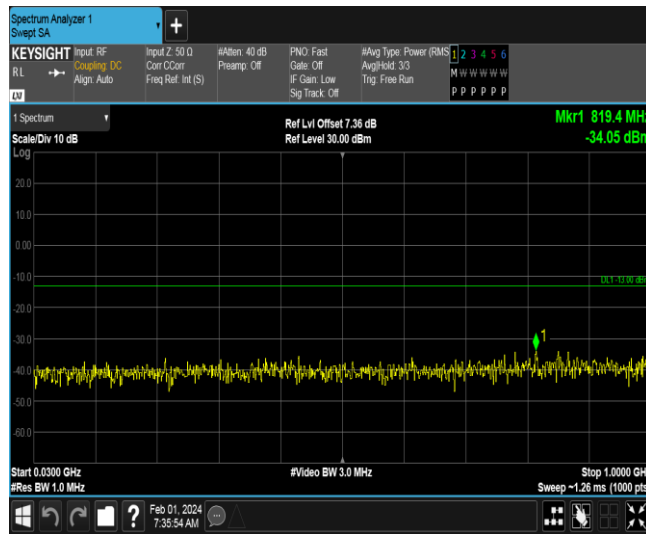 Spectrum Analyzer 1
Swept SA
+
KEYSIGHT
RL
LXI
Input: RF
Coupling: DC
Align: Auto
Input Z: 50 Ω
Corr CCorr
Freq Ref: Int (S)
#Atten: 40 dB
Preamp: Off
PNO: Fast
Gate: Off
IF Gain: Low
Sig Track: Off
#Avg Type: Power (RMS
Avg|Hold: 3/3
Trig: Free Run
1 2 3 4 5 6
M W W W W W
P P P P P P
1 Spectrum
Scale/Div 10 dB
Log
Ref Lvl Offset 7.36 dB
Ref Level 30.00 dBm
Mkr1 819.4 MHz
-34.05 dBm
20.0
10.0
0.00
-10.0
DL1 -13.00 dBm
-20.0
-30.0
1
-40.0
-50.0
-60.0
Start 0.0300 GHz
#Res BW 1.0 MHz
#Video BW 3.0 MHz
Stop 1.0000 GH
Sweep ~1.26 ms (1000 pts
?
Feb 01, 2024
7:35:54 AM